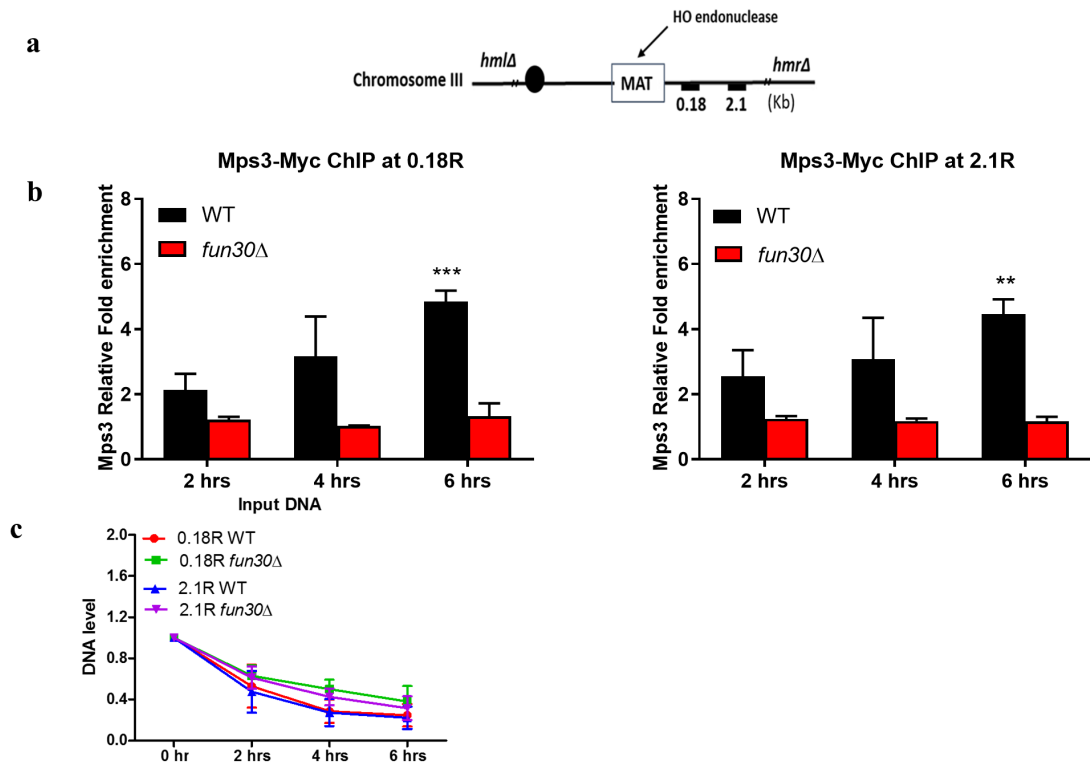 a
HO endonuclease
hmlΔ
hmrΔ
Chromosome III
MAT
0.18
2.1
(Kb)
b
Mps3-Myc ChIP at 0.18R
Mps3 Relative Fold enrichment
8
6
4
2
0
WT
fun30Δ
***
2 hrs
4 hrs
6 hrs
Mps3-Myc ChIP at 2.1R
Mps3 Relative Fold enrichment
8
6
4
2
0
WT
fun30Δ
**
2 hrs
4 hrs
6 hrs
c
Input DNA
DNA level
2.0
1.6
1.2
0.8
0.4
0.0
0.18R WT
0.18R fun30Δ
2.1R WT
2.1R fun30Δ
0 hr
2 hrs
4 hrs
6 hrs